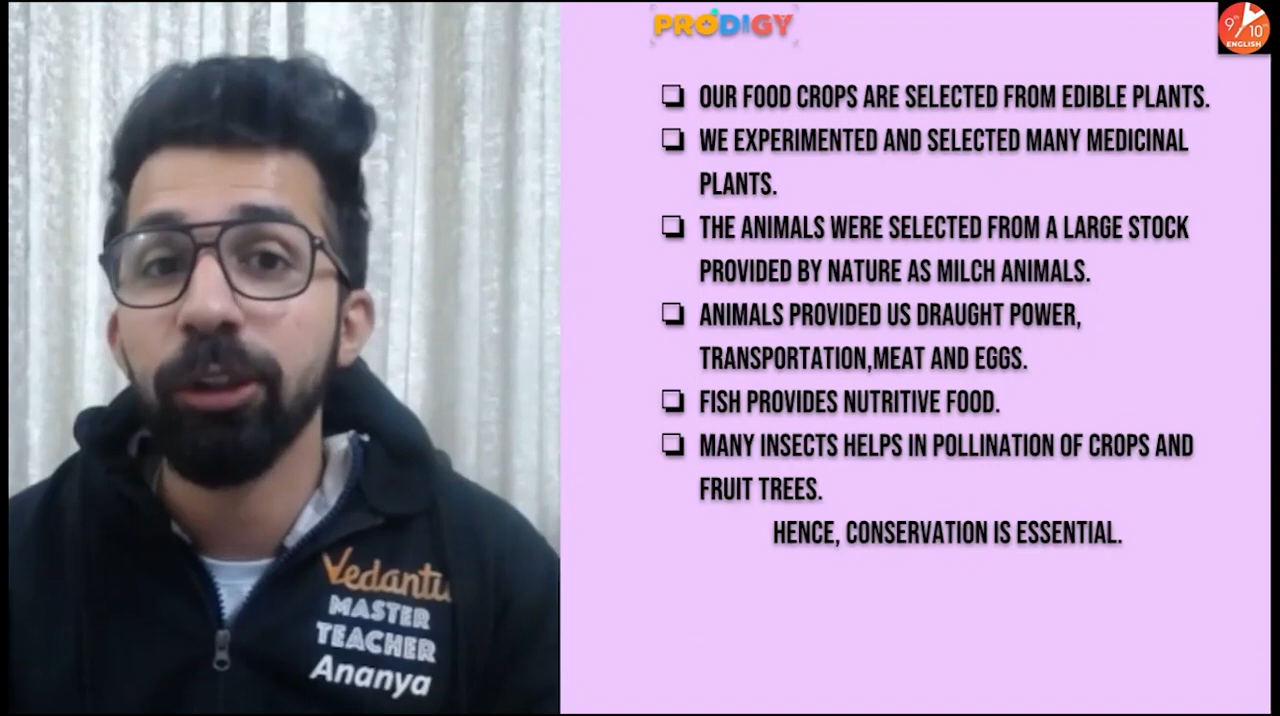 PRODIGY
9th 10th
ENGLISH
OUR FOOD CROPS ARE SELECTED FROM EDIBLE PLANTS.
WE EXPERIMENTED AND SELECTED MANY MEDICINAL
PLANTS.
THE ANIMALS WERE SELECTED FROM A LARGE STOCK
PROVIDED BY NATURE AS MILCH ANIMALS.
ANIMALS PROVIDED US DRAUGHT POWER,
TRANSPORTATION,MEAT AND EGGS.
FISH PROVIDES NUTRITIVE FOOD.
MANY INSECTS HELPS IN POLLINATION OF CROPS AND
FRUIT TREES.
HENCE, CONSERVATION IS ESSENTIAL.
Vedantu
MASTER
TEACHER
Ananya